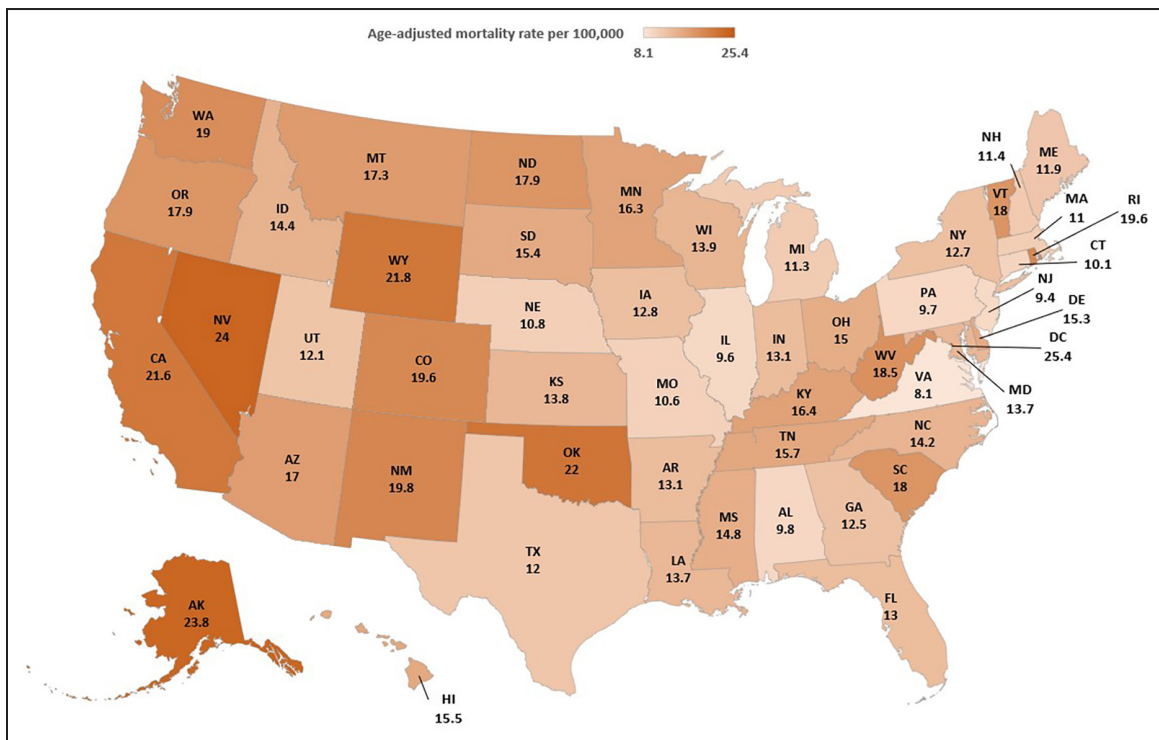 Age-adjusted mortality rate per 100,000
8.1 25.4
WA
19
MT
17.3
ND
17.9
MN
16.3
OR
17.9
ID
14.4
SD
15.4
WI
13.9
MI
11.3
NY
12.7
VT
18
NH
11.4
ME
11.9
MA
11
RI
19.6
CT
10.1
NJ
9.4
DE
15.3
DC
25.4
MD
13.7
WY
21.8
NE
10.8
IA
12.8
IL
9.6
IN
13.1
OH
15
PA
9.7
WV
18.5
VA
8.1
NV
24
UT
12.1
CO
19.6
KS
13.8
MO
10.6
KY
16.4
CA
21.6
TN
15.7
NC
14.2
AZ
17
NM
19.8
OK
22
AR
13.1
SC
18
MS
14.8
AL
9.8
GA
12.5
TX
12
LA
13.7
FL
13
AK
23.8
HI
15.5